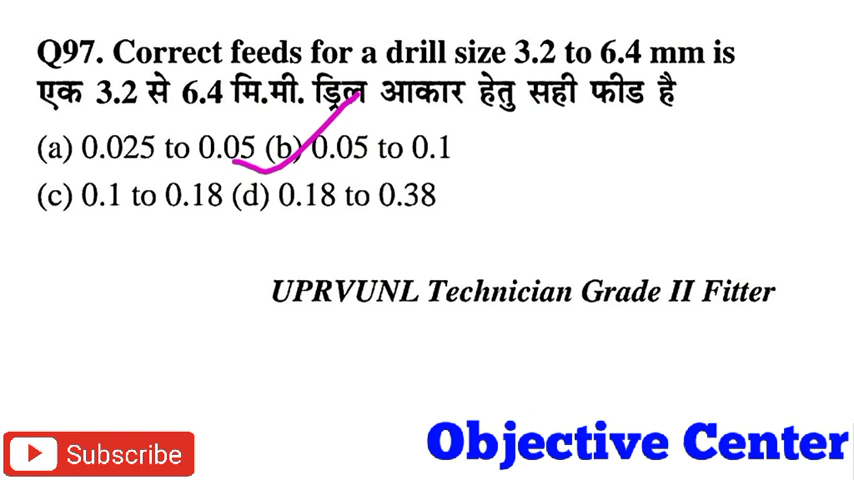 Q97. Correct feeds for a drill size 3.2 to 6.4 mm is
एक 3.2 से 6.4 मि.मी. ड्रिल आकार हेतु सही फीड है
(a) 0.025 to 0.05 (b) 0.05 to 0.1
(c) 0.1 to 0.18 (d) 0.18 to 0.38
UPRVUNL Technician Grade II Fitter
Subscribe
Objective Center